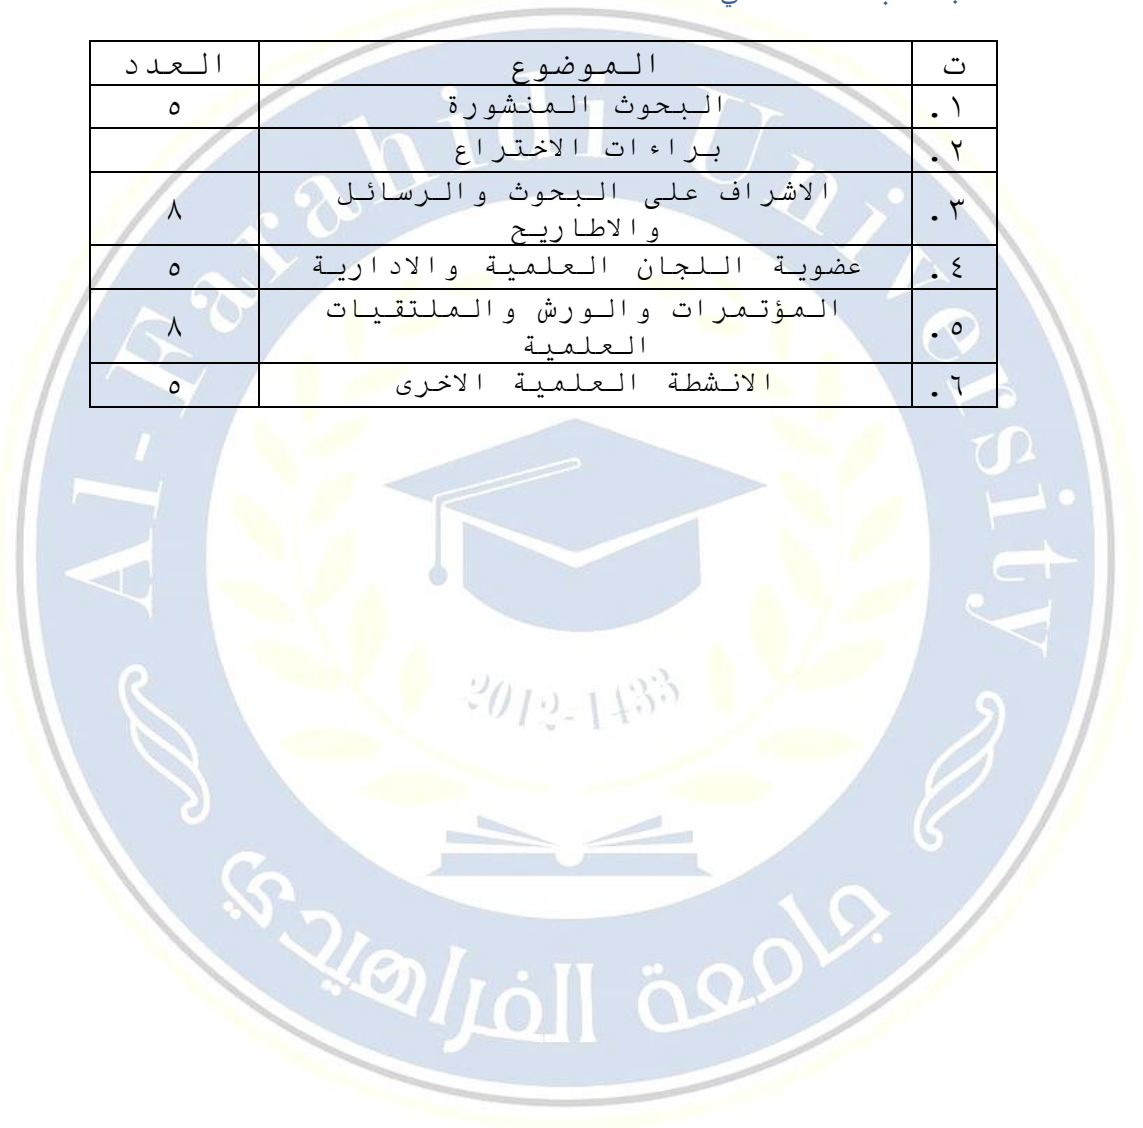 ت الموضوع العدد
١. البحوث المنشورة ٥
٢. براءات الاختراع
٣. الاشراف على البحوث والرسائل ٨
والاطاريح
٤. عضوية اللجان العلمية والادارية ٥
٥. المؤتمرات والورش والملتقيات ٨
العلمية
٦. الانشطة العلمية الاخرى ٥
Al-Farahidi University
2012-1433
جامعة الفراهيدي